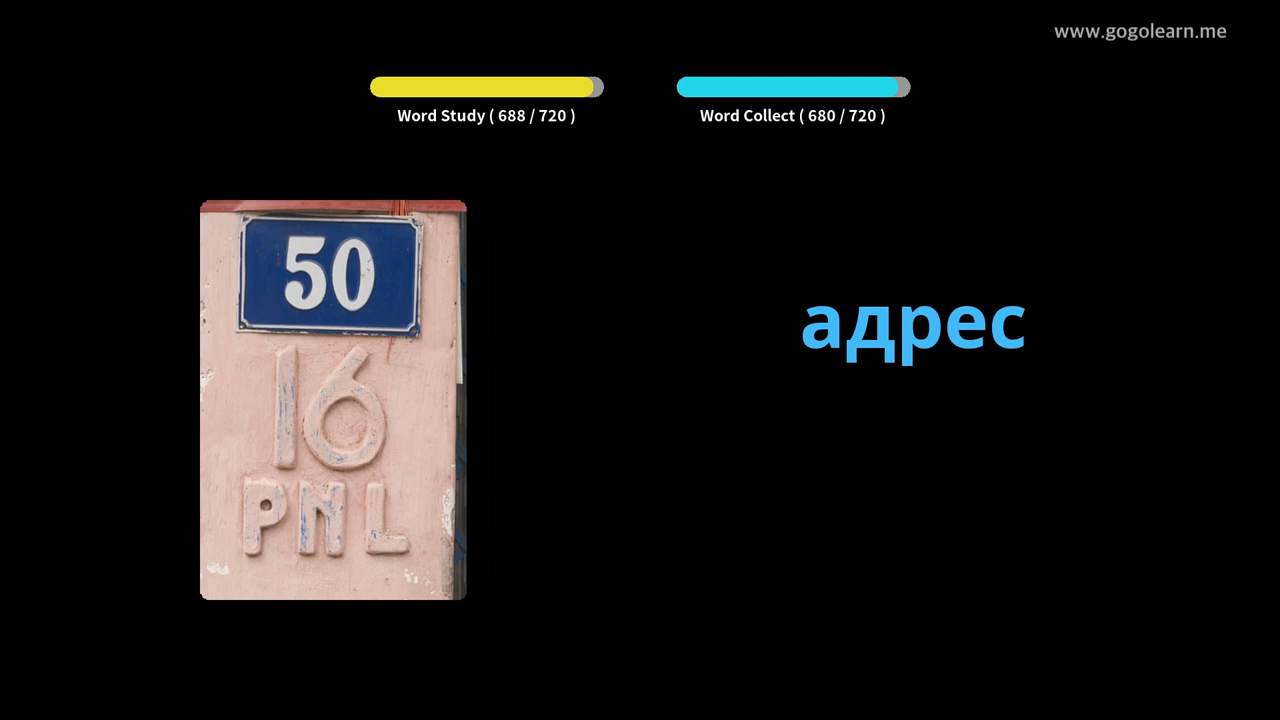 www.gogolearn.me
Word Study ( 688 / 720 )
Word Collect ( 680 / 720 )
50
16
PNL
адрес